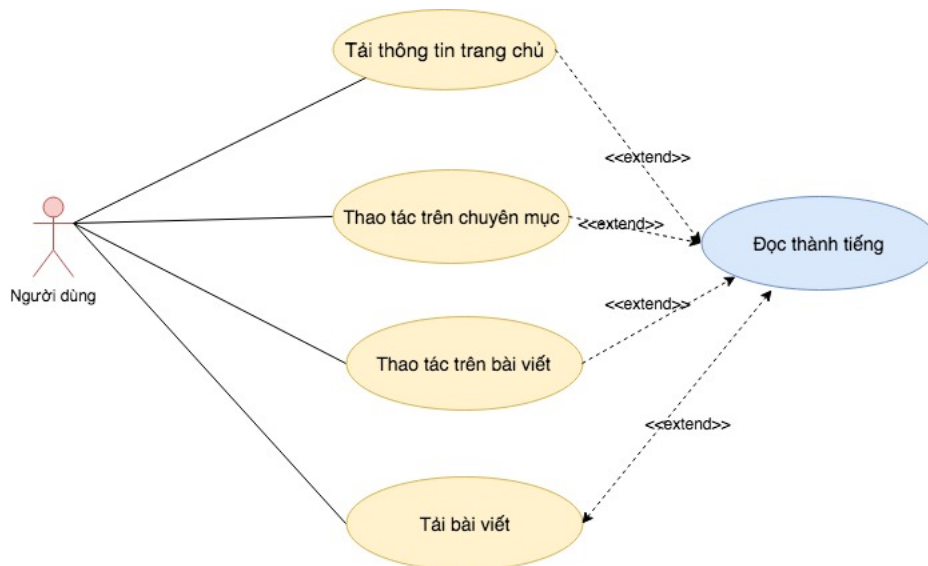 Tải thông tin trang chủ
<<extend>>
Thao tác trên chuyên mục
<<extend>>
Đọc thành tiếng
Người dùng
<<extend>>
Thao tác trên bài viết
<<extend>>
Tải bài viết